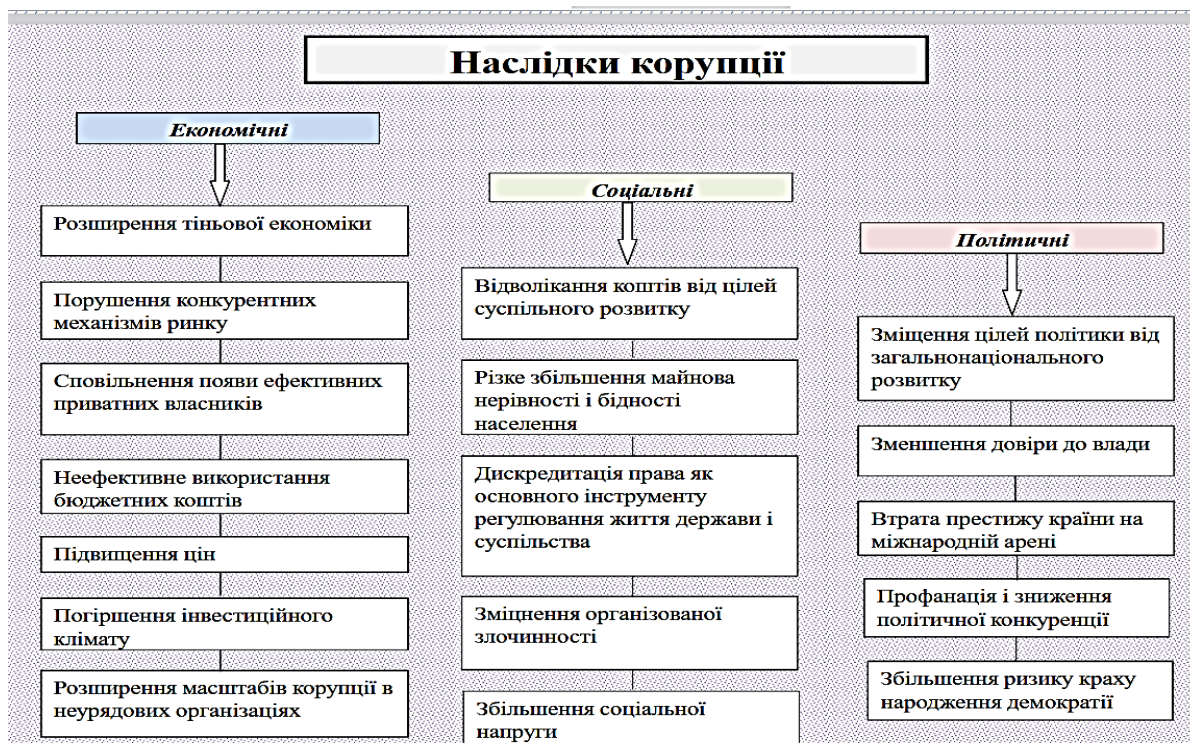 Наслідки корупції
Економічні
Розширення тіньової економіки
Порушення конкурентних
механізмів ринку
Сповільнення появи ефективних
приватних власників
Неефективне використання
бюджетних коштів
Підвищення цін
Погіршення інвестиційного
клімату
Розширення масштабів корупції в
неурядових організаціях
Соціальні
Відволікання коштів від цілей
суспільного розвитку
Різке збільшення майнова
нерівності і бідності
населення
Дискредитація права як
основного інструменту
регулювання життя держави і
суспільства
Зміцнення організованої
злочинності
Збільшення соціальної
напруги
Політичні
Зміщення цілей політики від
загальнонаціонального
розвитку
Зменшення довіри до влади
Втрата престижу країни на
міжнародній арені
Профанація і зниження
політичної конкуренції
Збільшення ризику краху
народження демократії